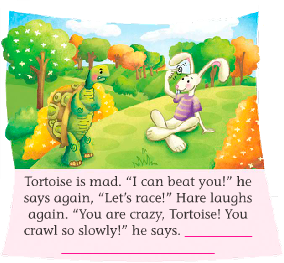 Tortoise is mad. “I can beat you!” he
says again, “Let’s race!” Hare laughs
again. “You are crazy, Tortoise! You
crawl so slowly!” he says.